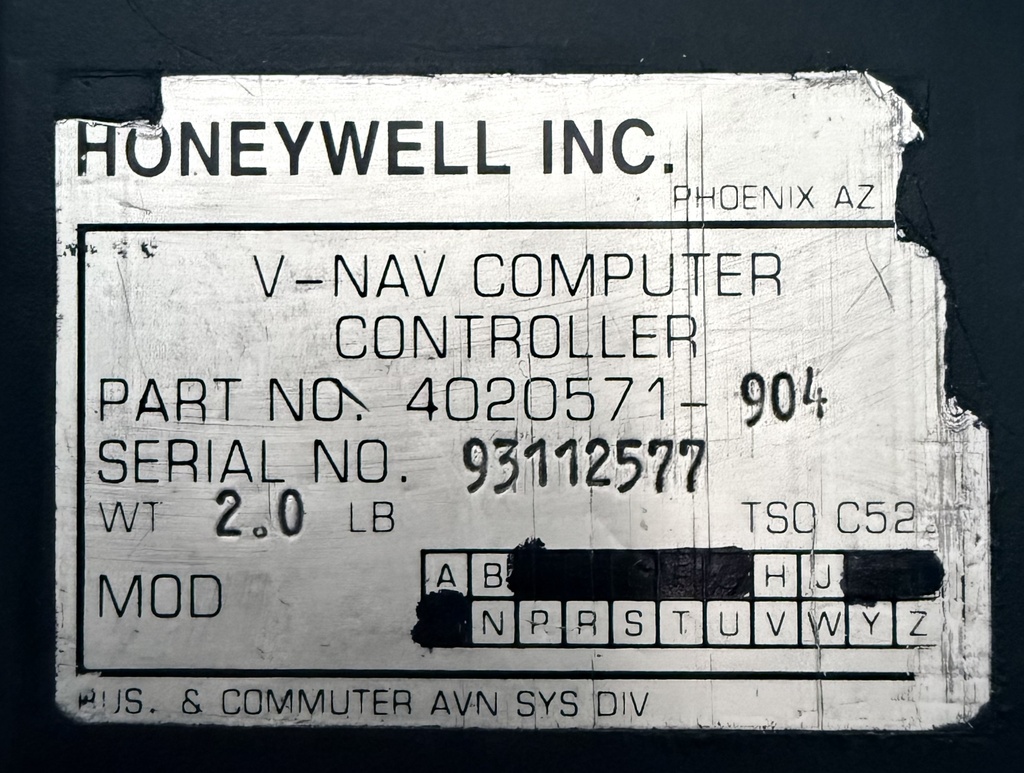 HONEYWELL INC.
PHOENIX AZ
V-NAV COMPUTER
CONTROLLER
PART NO. 4020571- 904
SERIAL NO. 93112577
WT 2.0 LB TSO C52
MOD A B H J
N P R S T U V W Y Z
BUS. & COMMUTER AVN SYS DIV